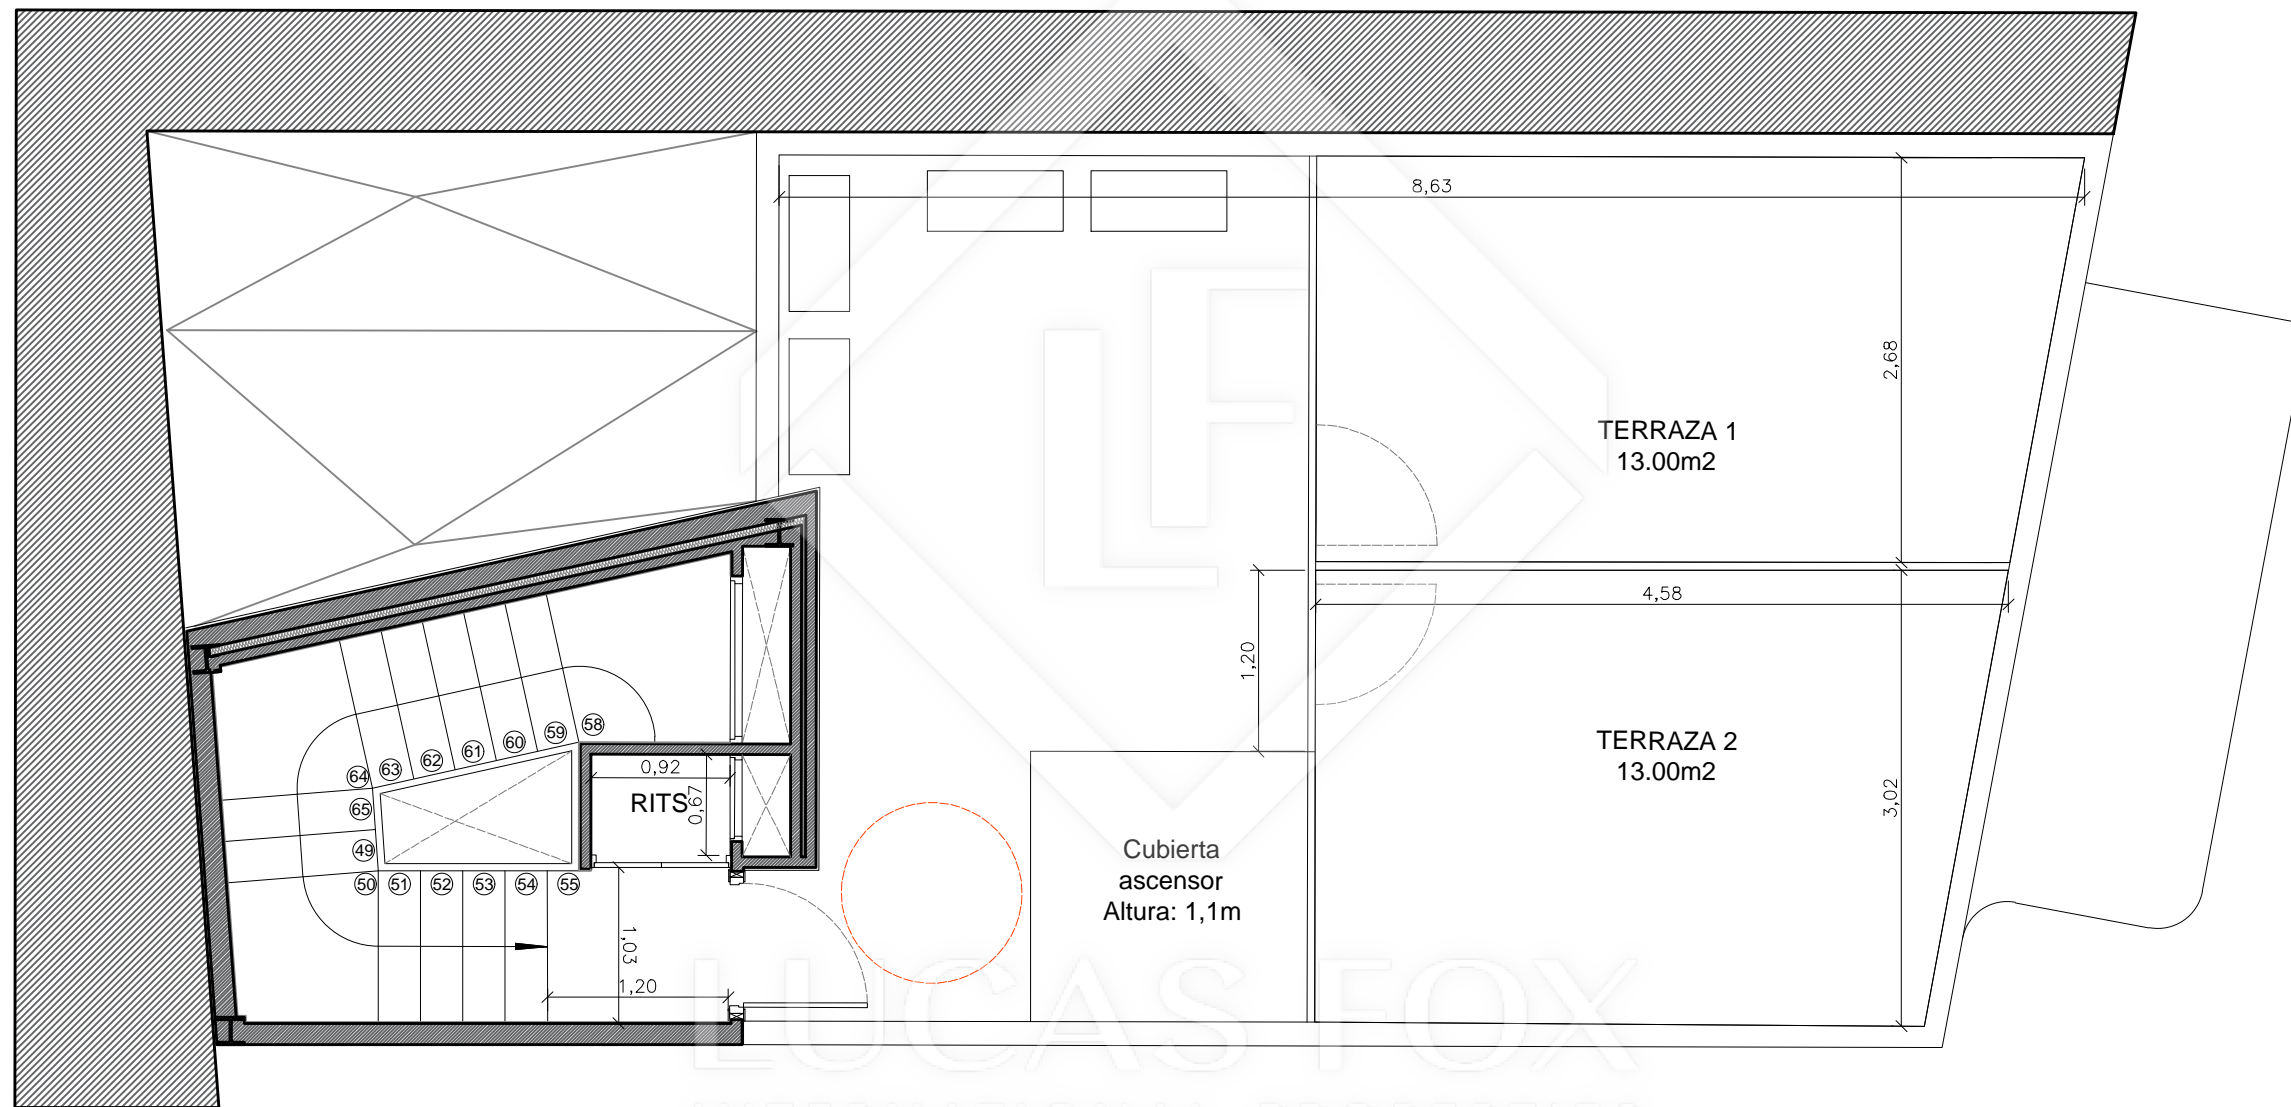 8,63
2,68
TERRAZA 1
13.00m2
4,58
1,20
TERRAZA 2
13.00m2
3,02
58
59
60
61
62
63
64
65
49
50
51
52
53
54
55
0,92
0,67
RITS
Cubierta
ascensor
Altura: 1,1m
1,03
1,20
LUCAS FOX
LF